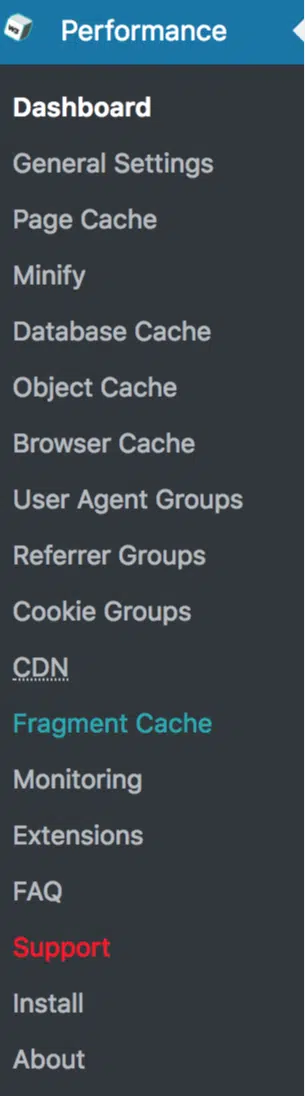 Performance
Dashboard
General Settings
Page Cache
Minify
Database Cache
Object Cache
Browser Cache
User Agent Groups
Referrer Groups
Cookie Groups
CDN
Fragment Cache
Monitoring
Extensions
FAQ
Support
Install
About